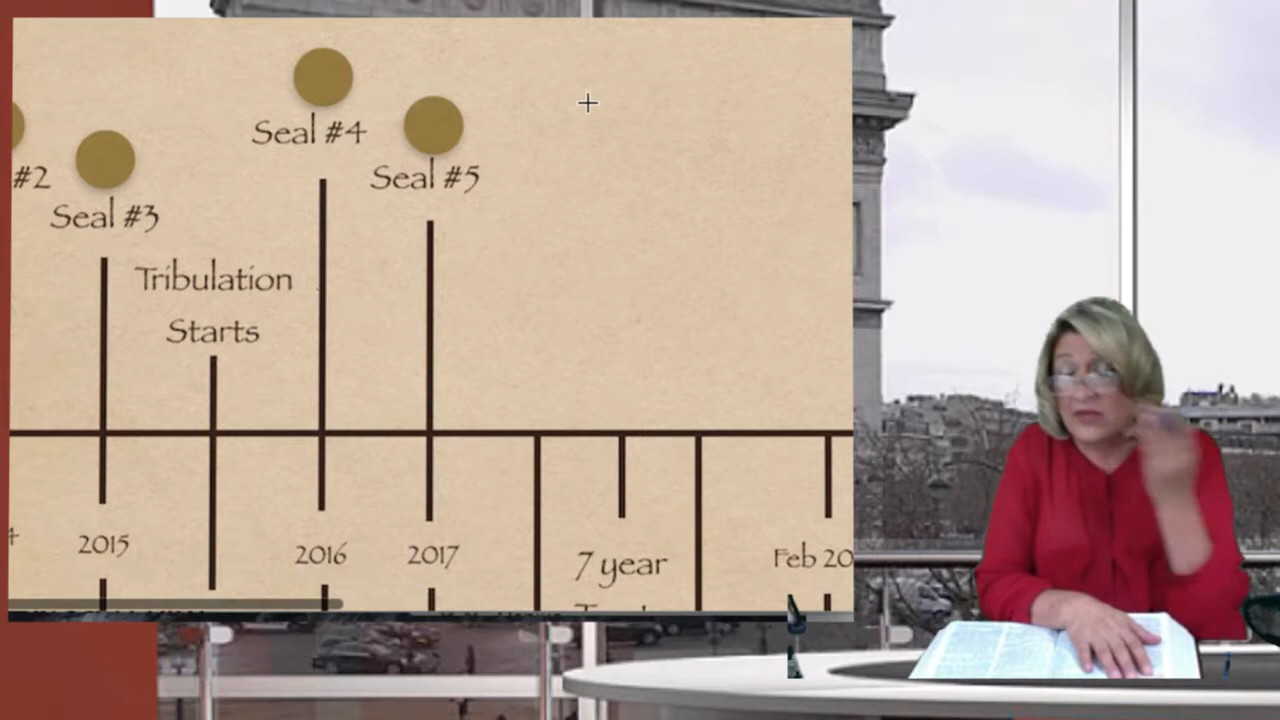 Seal #4
Seal #5
#2
Seal #3
Tribulation
Starts
2015
2016
2017
7 year
Feb 20